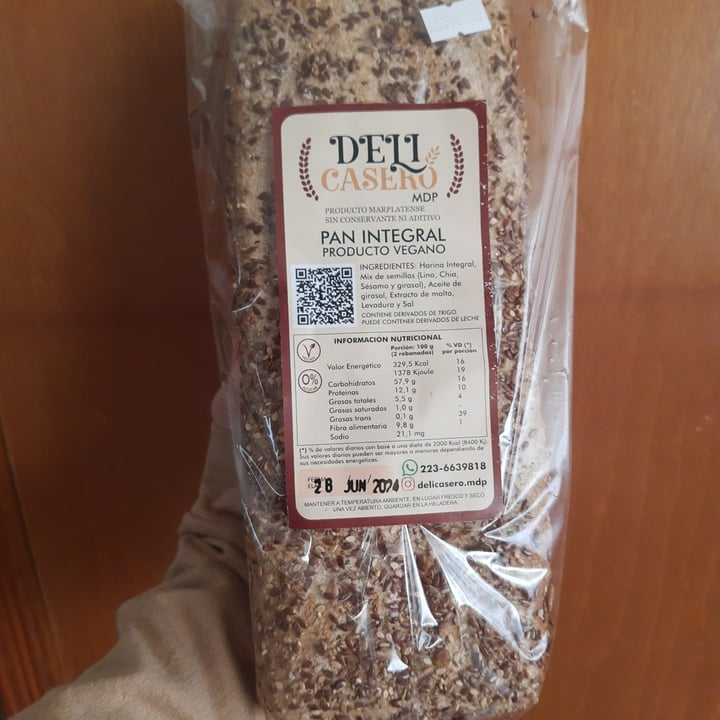 DELI
CASERO
MDP
PRODUCTO MARPLATENSE
SIN CONSERVANTE NI ADITIVO
PAN INTEGRAL
PRODUCTO VEGANO
INGREDIENTES: Harina Integral,
Mix de semillas (Lino, Chia,
Sésamo y girasol), Aceite de
girasol, Extracto de malta,
Levadura y Sal
CONTIENE DERIVADOS DE TRIGO.
PUEDE CONTENER DERIVADOS DE LECHE
INFORMACIÓN NUTRICIONAL
Porción: 100 g
(2 rebanadas)
% VD (*)
por porción
Valor Energético 329,5 Kcal 16
1378 Kjoule 19
Carbohidratos 57,9 g 16
Proteinas 12,1 g 10
Grasas totales 5,5 g 4
Grasas saturadas 1,0 g -
Grasas trans 0,1 g
Fibra alimentaria 9,8 g 39
Sodio 21,1 mg 1
0%
(*) % de valores diarios con base a una dieta de 2000 Kcal (8400 Kj)
Sus valores diarios pueden ser mayores o menores dependiendo de
sus necesidades energéticas.
223-6639818
28 JUN 2024
delicasero.mdp
MANTENER A TEMPERATURA AMBIENTE, EN LUGAR FRESCO Y SECO.
UNA VEZ ABIERTO, GUARDAR EN LA HELADERA.